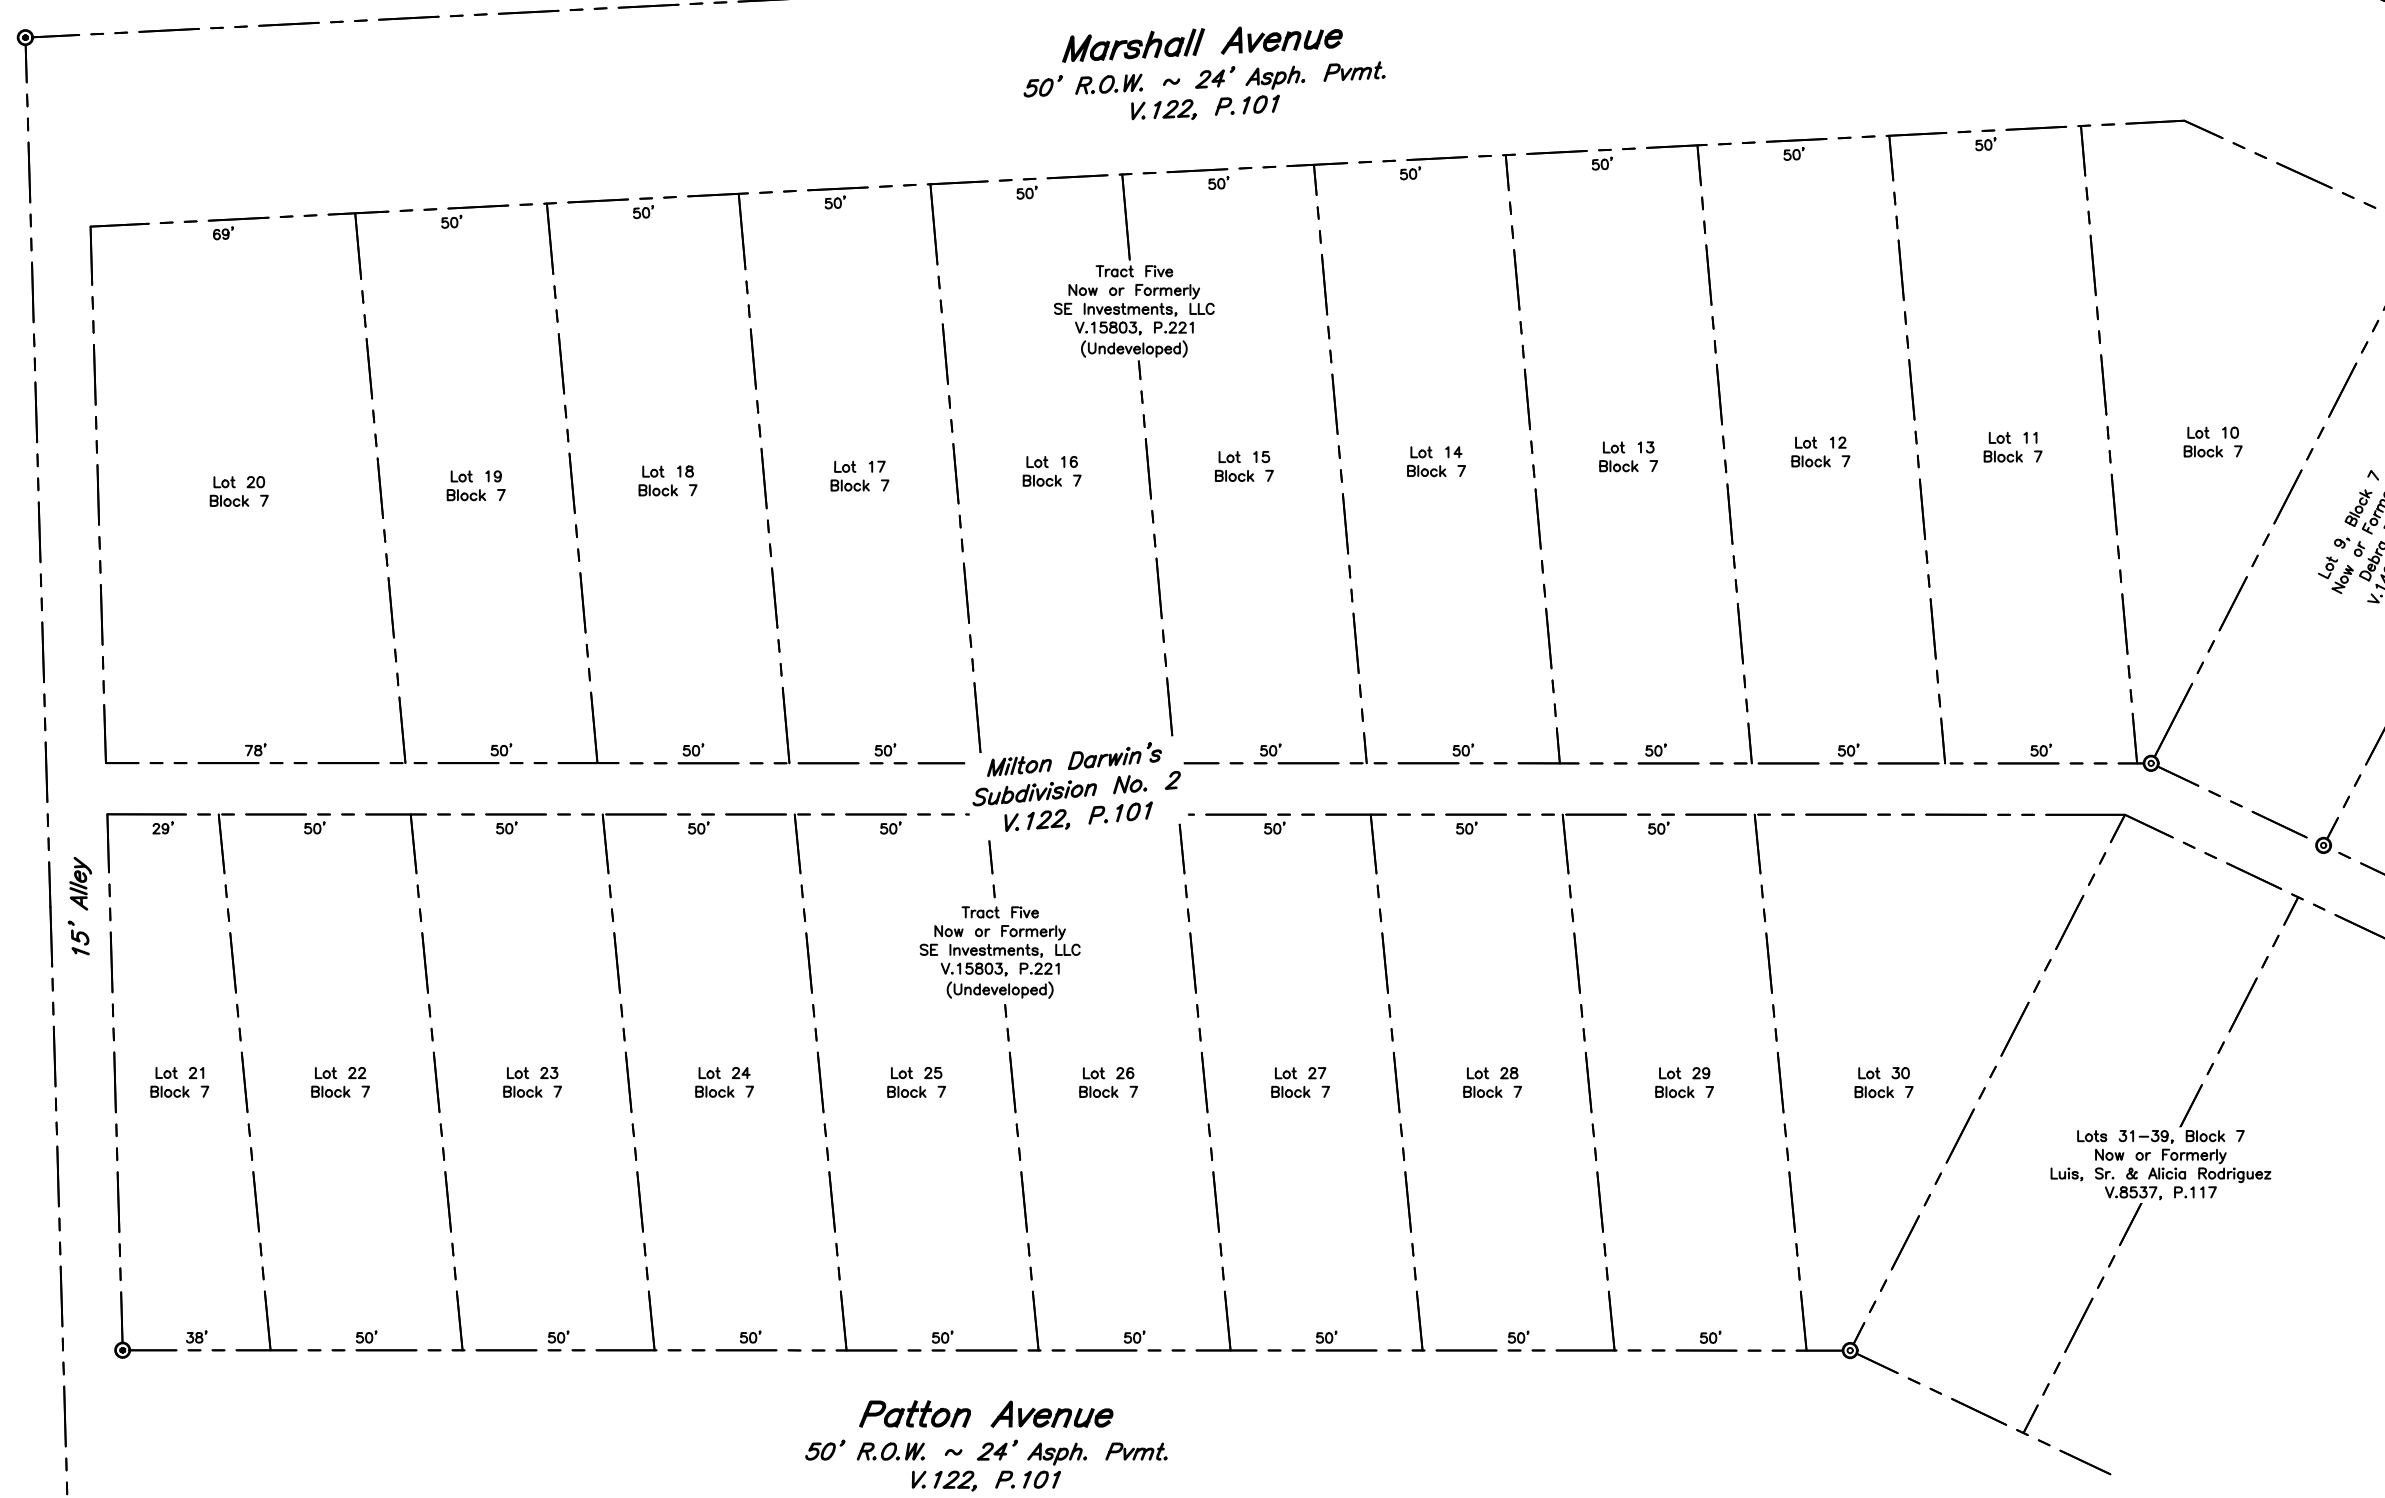 Marshall Avenue
50' R.O.W. ~ 24' Asph. Pvmt.
V.122, P.101
69'
50'
50'
50'
50'
50'
50'
50'
50'
50'
Tract Five
Now or Formerly
SE Investments, LLC
V.15803, P.221
(Undeveloped)
Lot 20
Block 7
Lot 19
Block 7
Lot 18
Block 7
Lot 17
Block 7
Lot 16
Block 7
Lot 15
Block 7
Lot 14
Block 7
Lot 13
Block 7
Lot 12
Block 7
Lot 11
Block 7
Lot 10
Block 7
Lot 9, Block 7
Now or
Debra
78'
50'
50'
50'
50'
50'
50'
50'
50'
Milton Darwin's
Subdivision No. 2
V.122, P.101
29'
50'
50'
50'
50'
50'
50'
50'
15' Alley
Tract Five
Now or Formerly
SE Investments, LLC
V.15803, P.221
(Undeveloped)
Lot 21
Block 7
Lot 22
Block 7
Lot 23
Block 7
Lot 24
Block 7
Lot 25
Block 7
Lot 26
Block 7
Lot 27
Block 7
Lot 28
Block 7
Lot 29
Block 7
Lot 30
Block 7
Lots 31-39, Block 7
Now or Formerly
Luis, Sr. & Alicia Rodriguez
V.8537, P.117
38'
50'
50'
50'
50'
50'
50'
50'
50'
Patton Avenue
50' R.O.W. ~ 24' Asph. Pvmt.
V.122, P.101